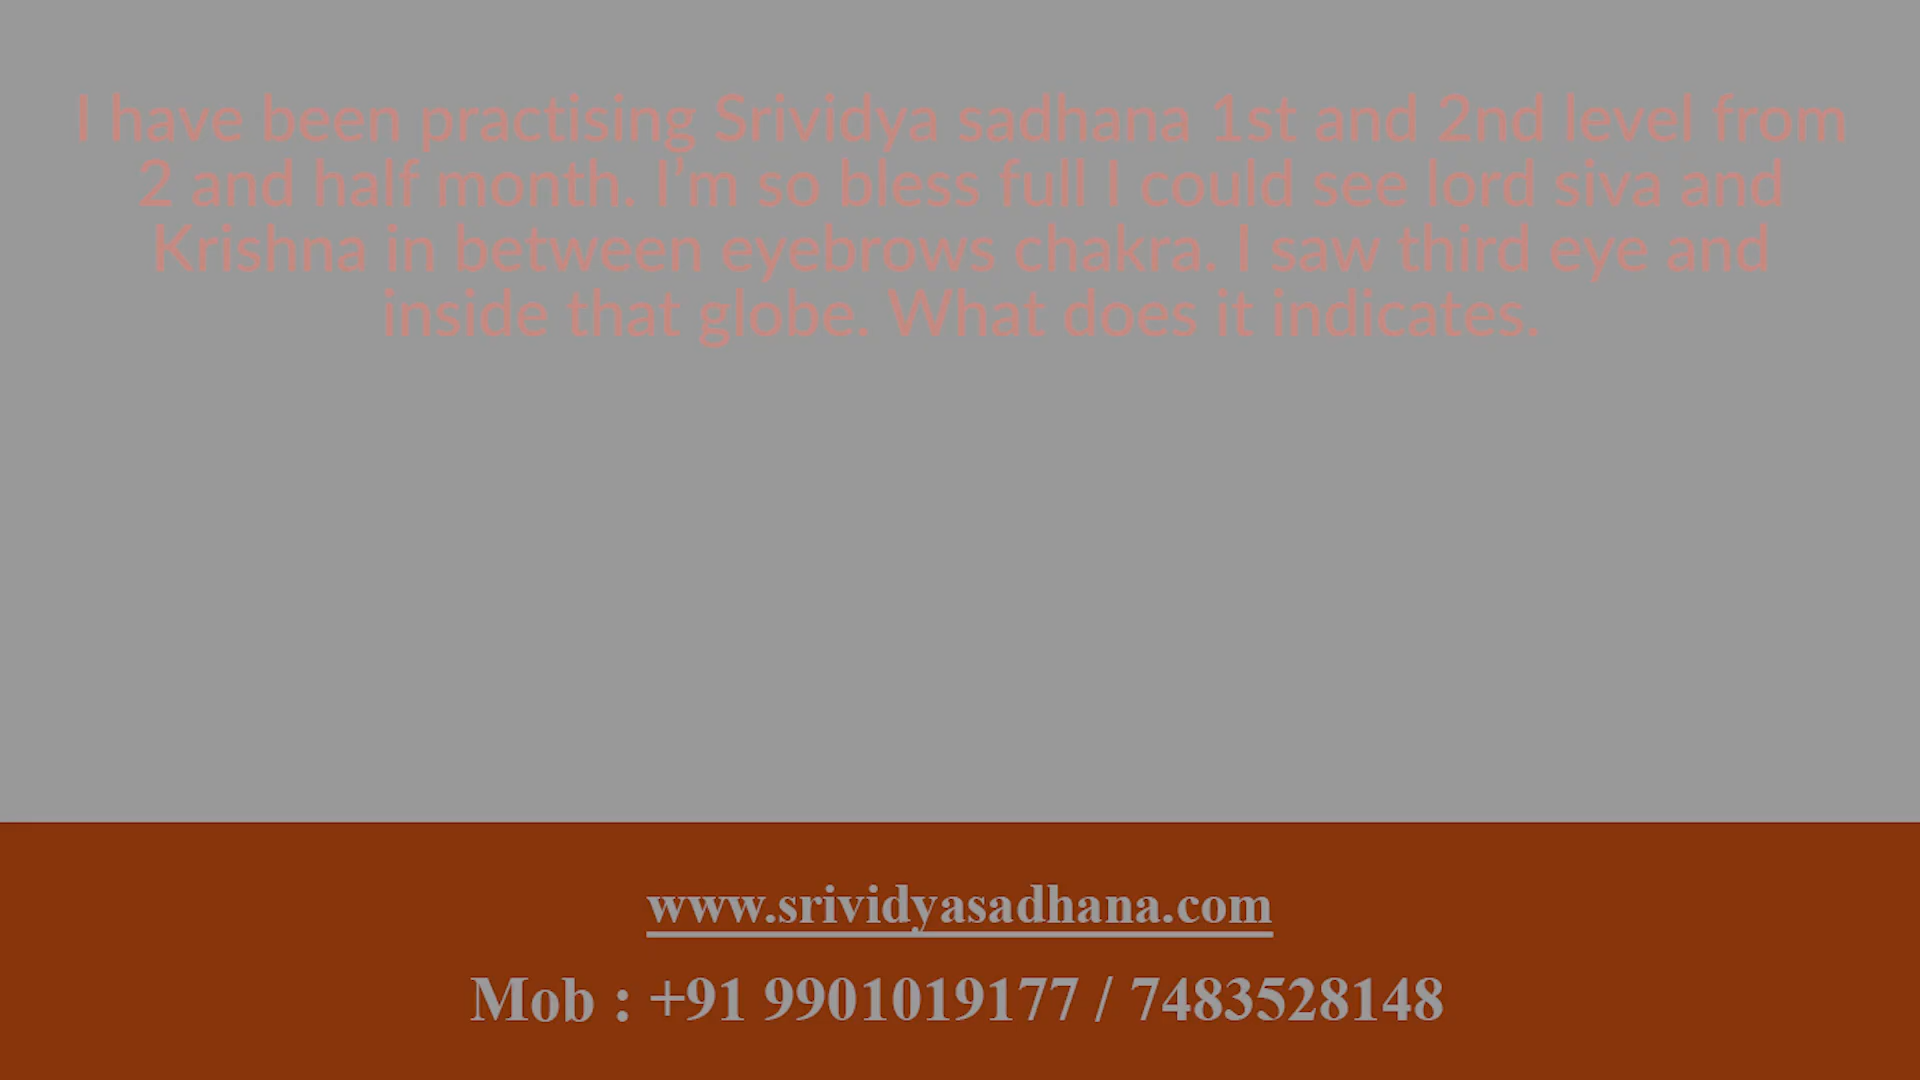 I have been practising Srividya sadhana 1st and 2nd level from
2 and half month. I'm so bless full I could see lord siva and
Krishna in between eyebrows chakra. I saw third eye and
inside that globe. What does it indicates.
www.srividyasadhana.com
Mob : +91 9901019177 / 7483528148